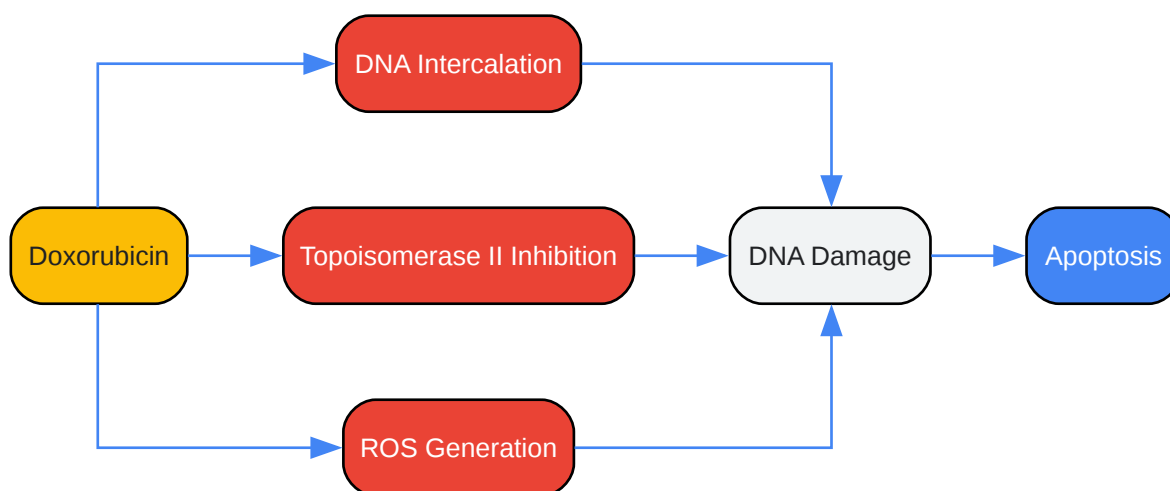 DNA Intercalation
Doxorubicin
Topoisomerase II Inhibition
DNA Damage
Apoptosis
ROS Generation